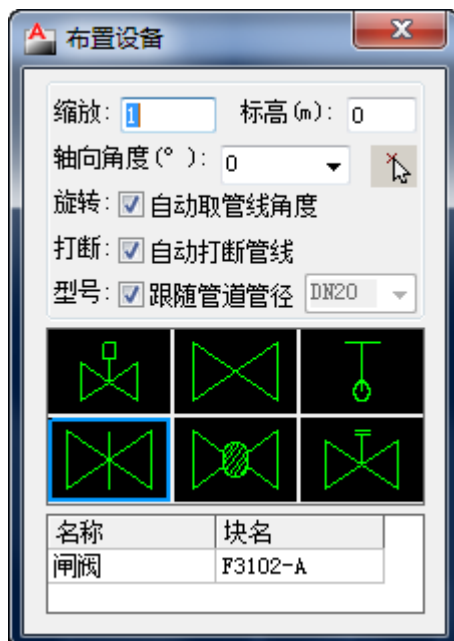 布置设备
缩放: 1 标高(m): 0
轴向角度(° ): 0
旋转: 自动取管线角度
打断: 自动打断管线
型号: 跟随管道管径 DN20
名称 块名
闸阀 F3102-A